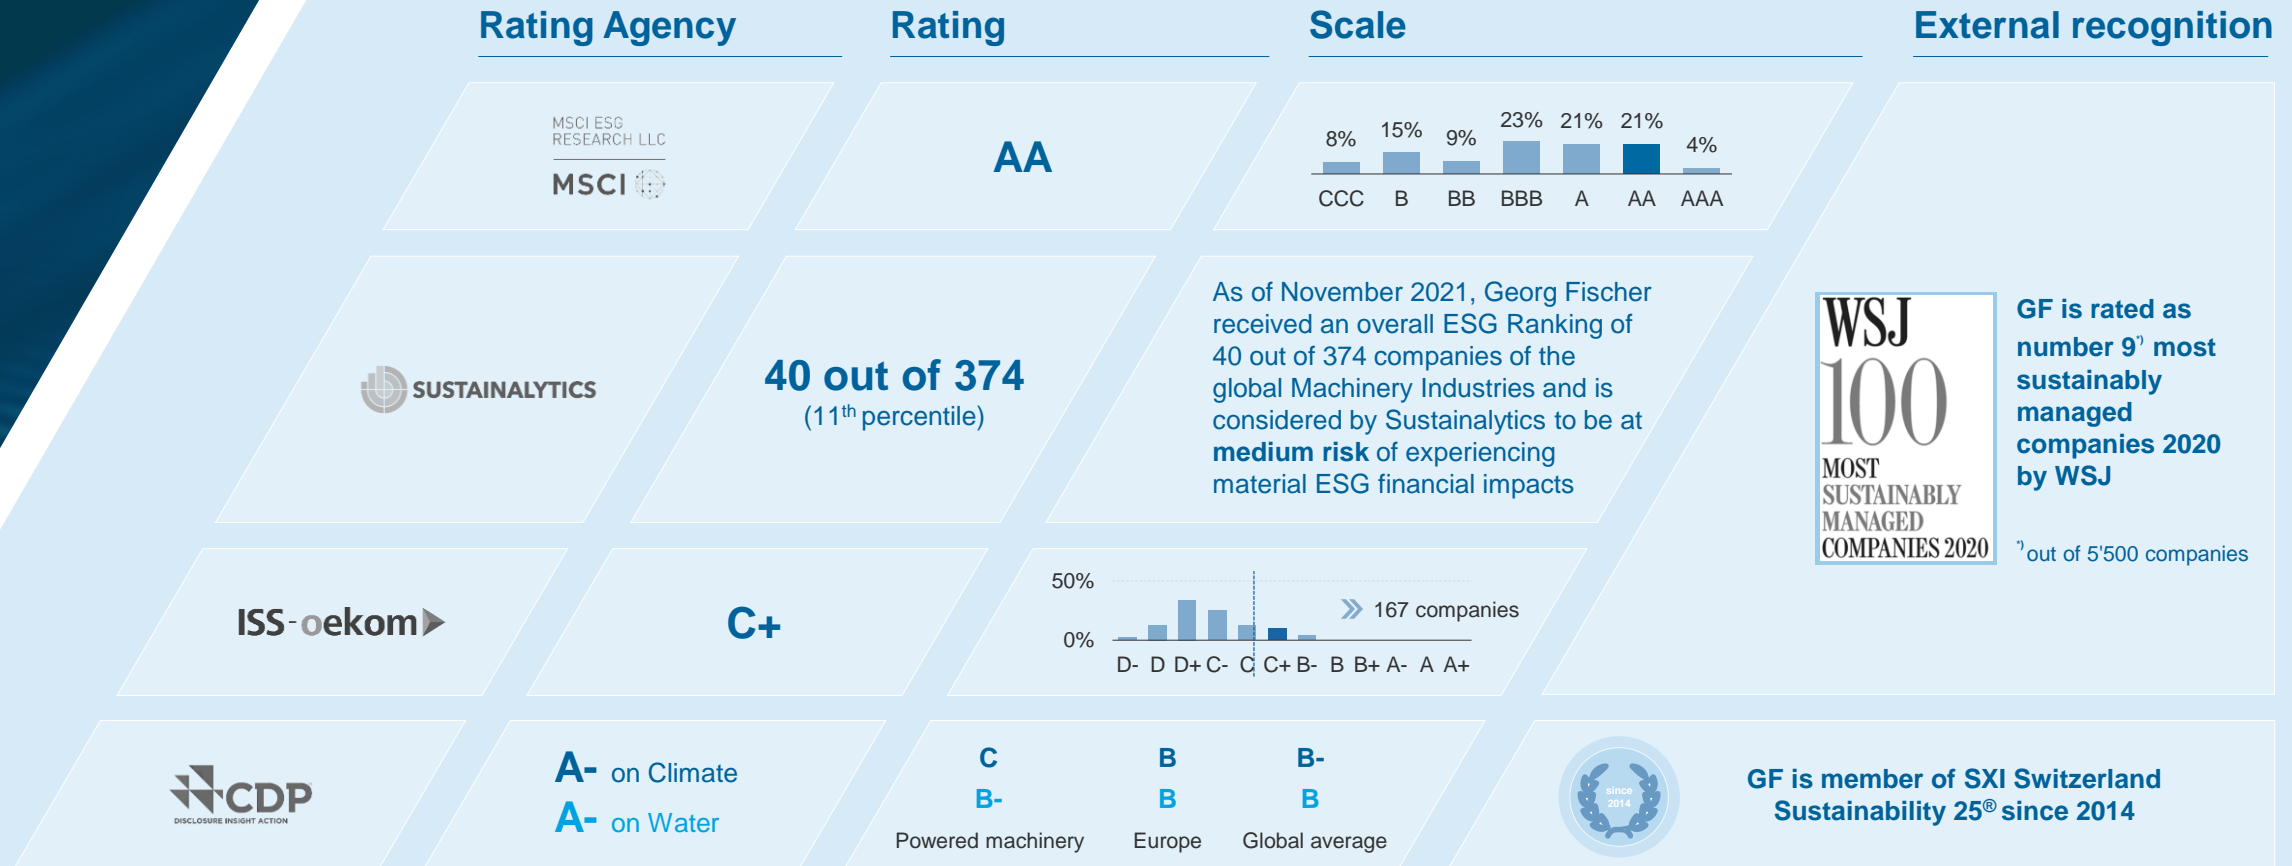 Rating Agency
Rating
Scale
External recognition
MSCI ESG
RESEARCH LLC
MSCI
AA
8% 15% 9% 23% 21% 21% 4%
CCC B BB BBB A AA AAA
SUSTAINALYTICS
40 out of 374
(11th percentile)
As of November 2021, Georg Fischer
received an overall ESG Ranking of
40 out of 374 companies of the
global Machinery Industries and is
considered by Sustainalytics to be at
medium risk of experiencing
material ESG financial impacts
WSJ
100
MOST
SUSTAINABLY
MANAGED
COMPANIES 2020
GF is rated as
number 9*) most
sustainably
managed
companies 2020
by WSJ
*) out of 5'500 companies
ISS-oekom
C+
50%
0%
167 companies
D- D D+ C- C C+ B- B B+ A- A A+
CDP
DISCLOSURE INSIGHT ACTION
A- on Climate
A- on Water
C B B-
B- B B
Powered machinery Europe Global average
since
2014
GF is member of SXI Switzerland
Sustainability 25® since 2014